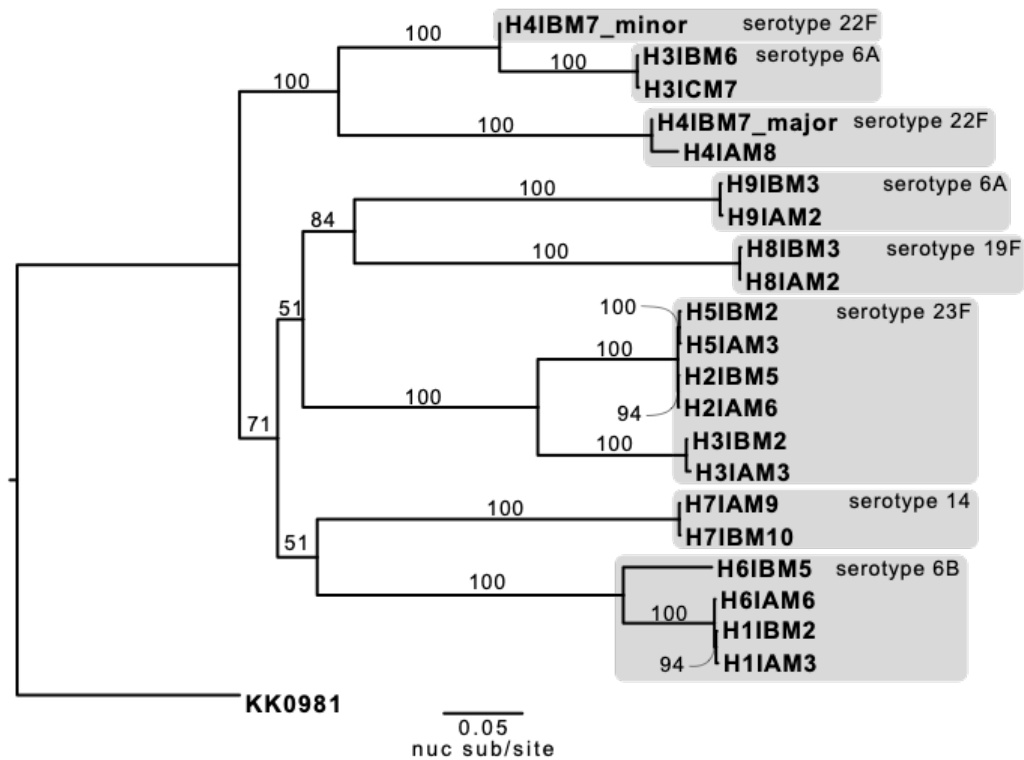 H4IBM7_minor serotype 22F
100
H3IBM6 serotype 6A
100
100
H3ICM7
H4IBM7_major serotype 22F
100
H4IAM8
H9IBM3 serotype 6A
100
H9IAM2
84
H8IBM3 serotype 19F
100
H8IAM2
51
100
H5IBM2 serotype 23F
H5IAM3
100
H2IBM5
100
94
H2IAM6
71
100
H3IBM2
H3IAM3
H7IAM9 serotype 14
100
H7IBM10
51
H6IBM5 serotype 6B
100
H6IAM6
100
H1IBM2
94
H1IAM3
KK0981
0.05
nuc sub/site